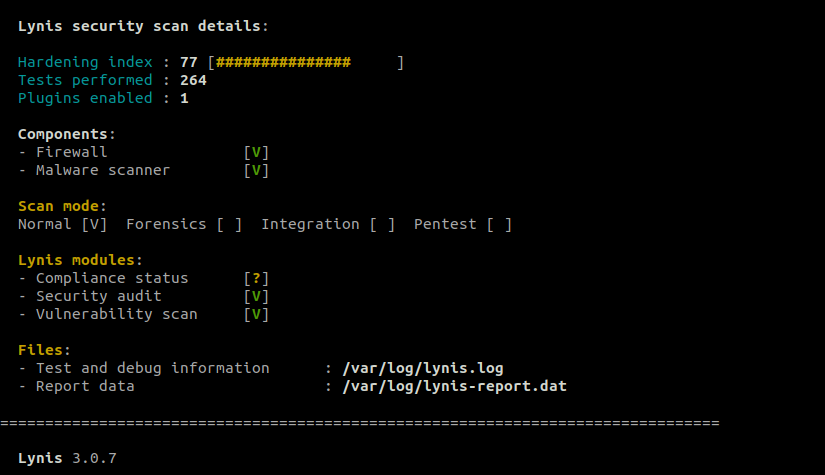 Lynis security scan details:
Hardening index : 77 [############### ]
Tests performed : 264
Plugins enabled : 1
Components:
- Firewall [V]
- Malware scanner [V]
Scan mode:
Normal [V] Forensics [ ] Integration [ ] Pentest [ ]
Lynis modules:
- Compliance status [?]
- Security audit [V]
- Vulnerability scan [V]
Files:
- Test and debug information : /var/log/lynis.log
- Report data : /var/log/lynis-report.dat
================================================================================
Lynis 3.0.7